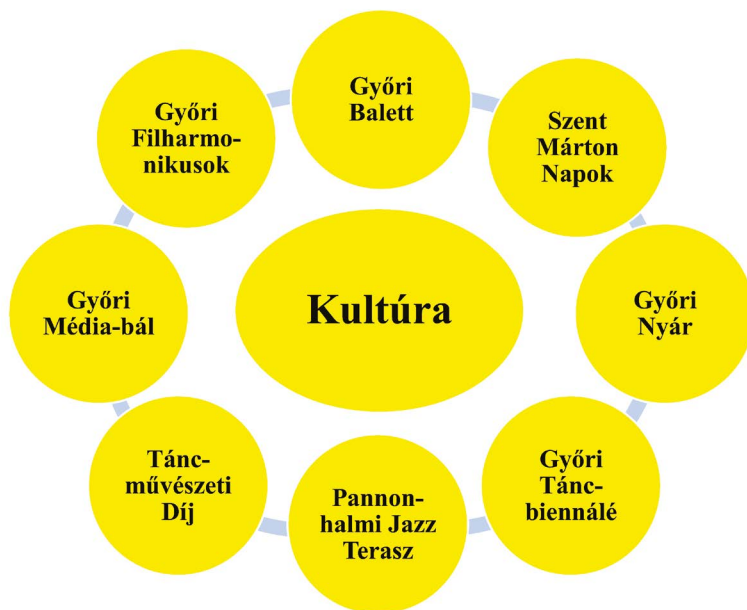 Győri
Balett
Szent
Márton
Napok
Győri
Nyár
Győri
Tánc-
biennálé
Pannon-
halmi Jazz
Terasz
Tánc-
művészeti
Díj
Győri
Média-bál
Győri
Filharmo-
nikusok
Kultúra